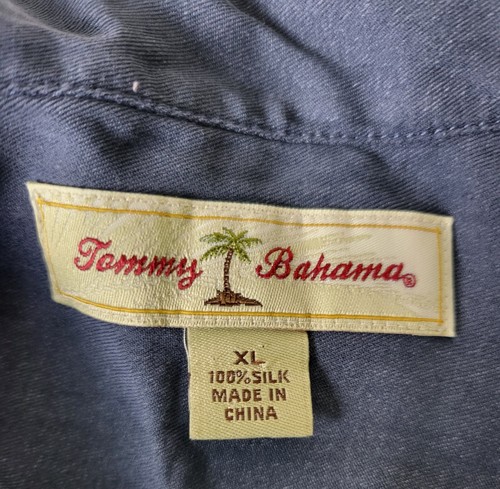 Tommy Bahama®
XL
100% SILK
MADE IN
CHINA